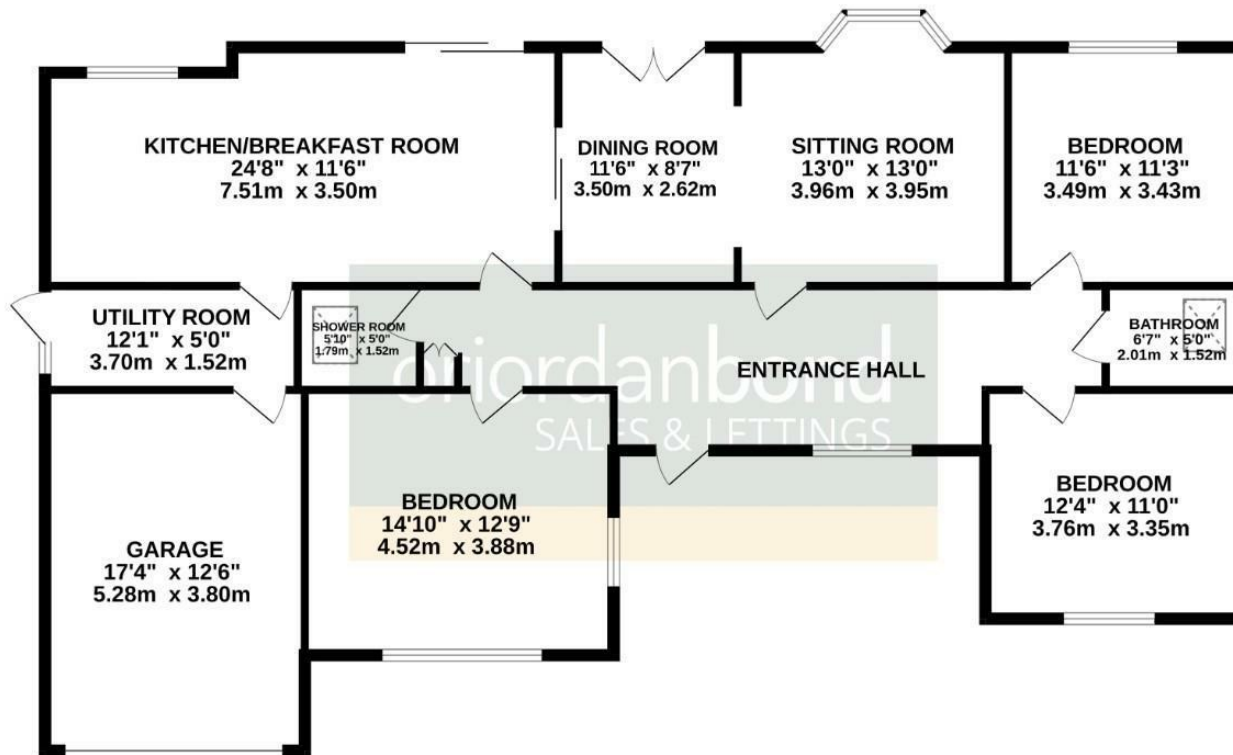 KITCHEN/BREAKFAST ROOM
24'8" x 11'6"
7.51m x 3.50m
DINING ROOM
11'6" x 8'7"
3.50m x 2.62m
SITTING ROOM
13'0" x 13'0"
3.96m x 3.95m
BEDROOM
11'6" x 11'3"
3.49m x 3.43m
UTILITY ROOM
12'1" x 5'0"
3.70m x 1.52m
SHOWER ROOM
5'10" x 5'0"
1.79m x 1.52m
BATHROOM
6'7" x 5'0"
2.01m x 1.52m
ENTRANCE HALL
oriordanbond
SALES & LETTINGS
BEDROOM
14'10" x 12'9"
4.52m x 3.88m
BEDROOM
12'4" x 11'0"
3.76m x 3.35m
GARAGE
17'4" x 12'6"
5.28m x 3.80m